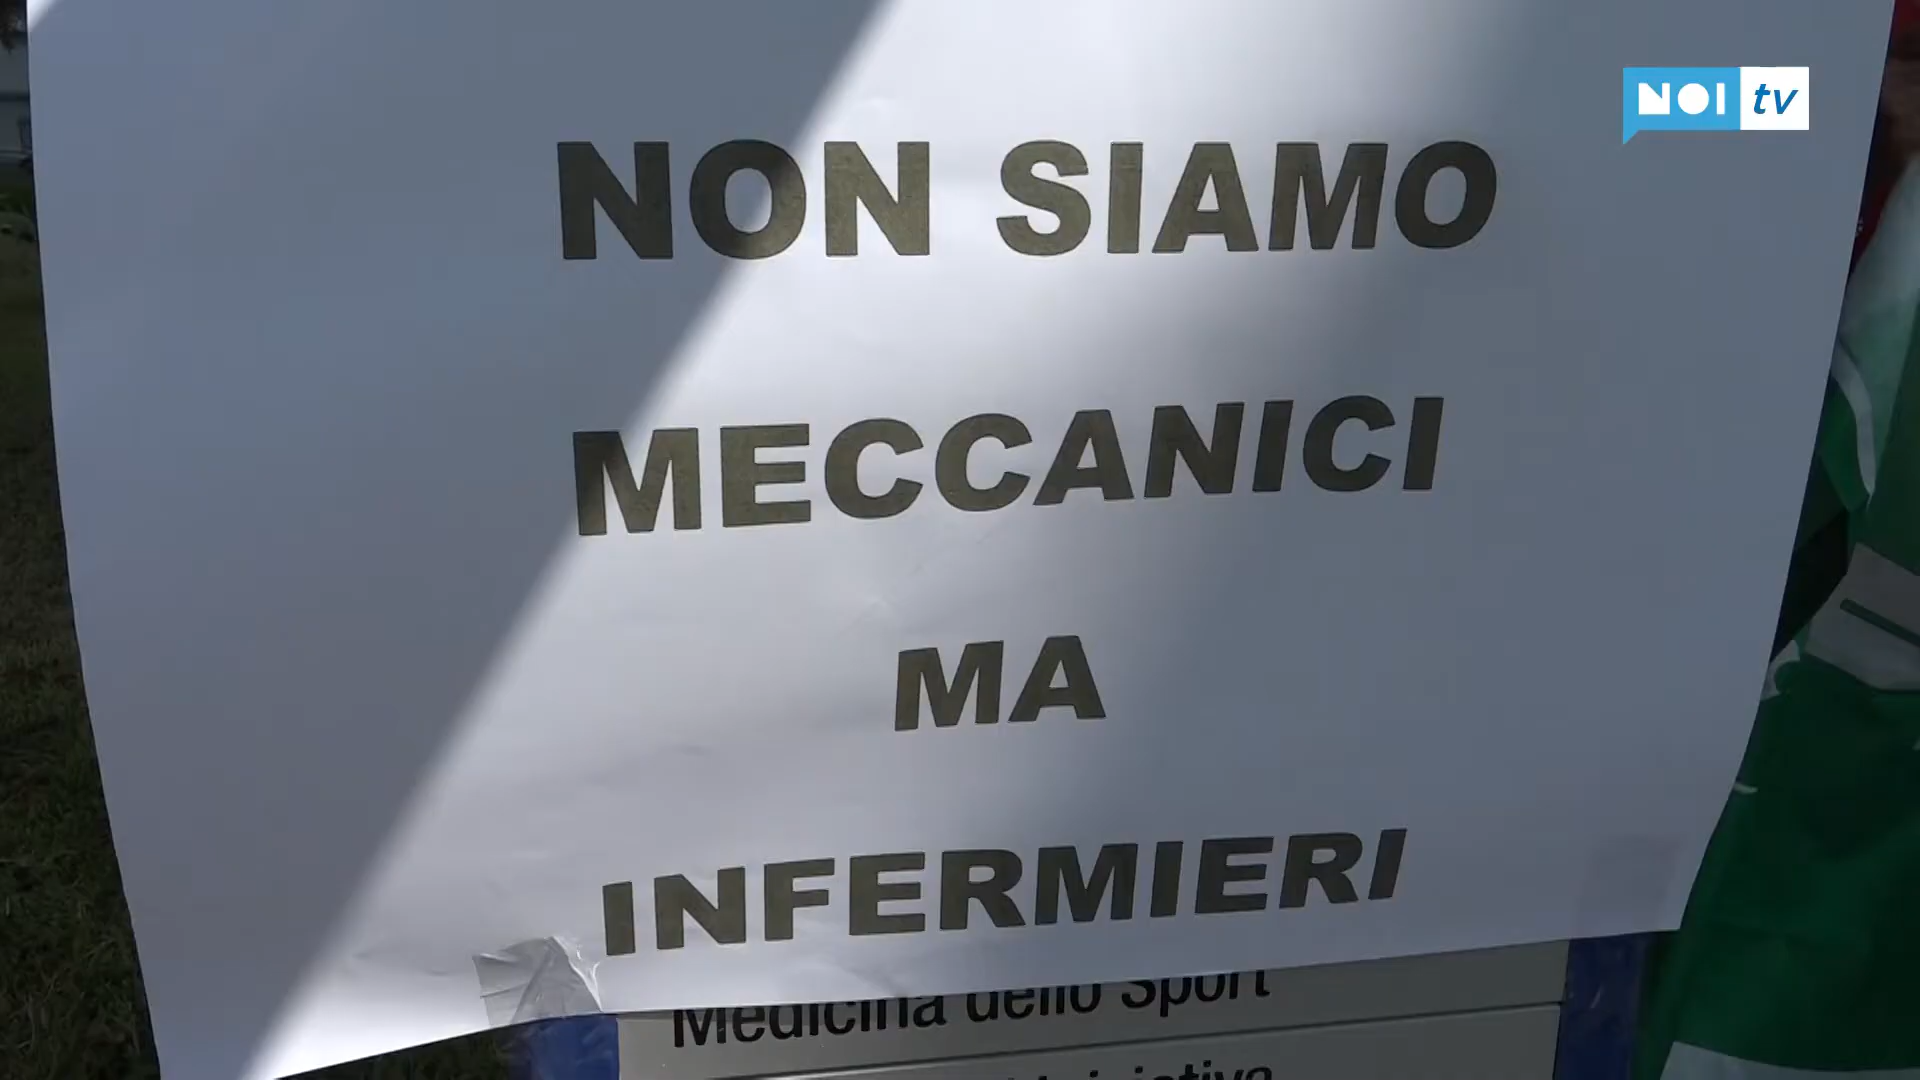 NOI tv
NON SIAMO
MECCANICI
MA
INFERMIERI
Medicina dello Sport